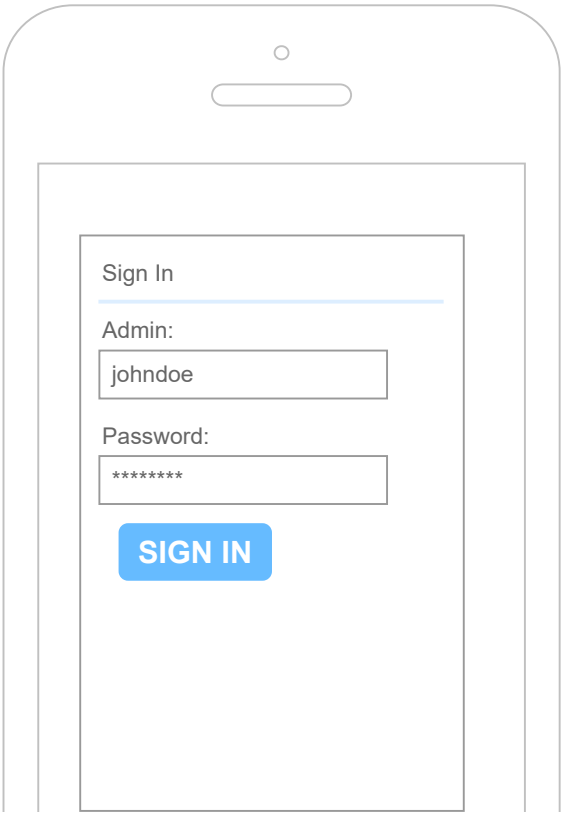 Sign In
Admin:
johndoe
Password:
********
SIGN IN